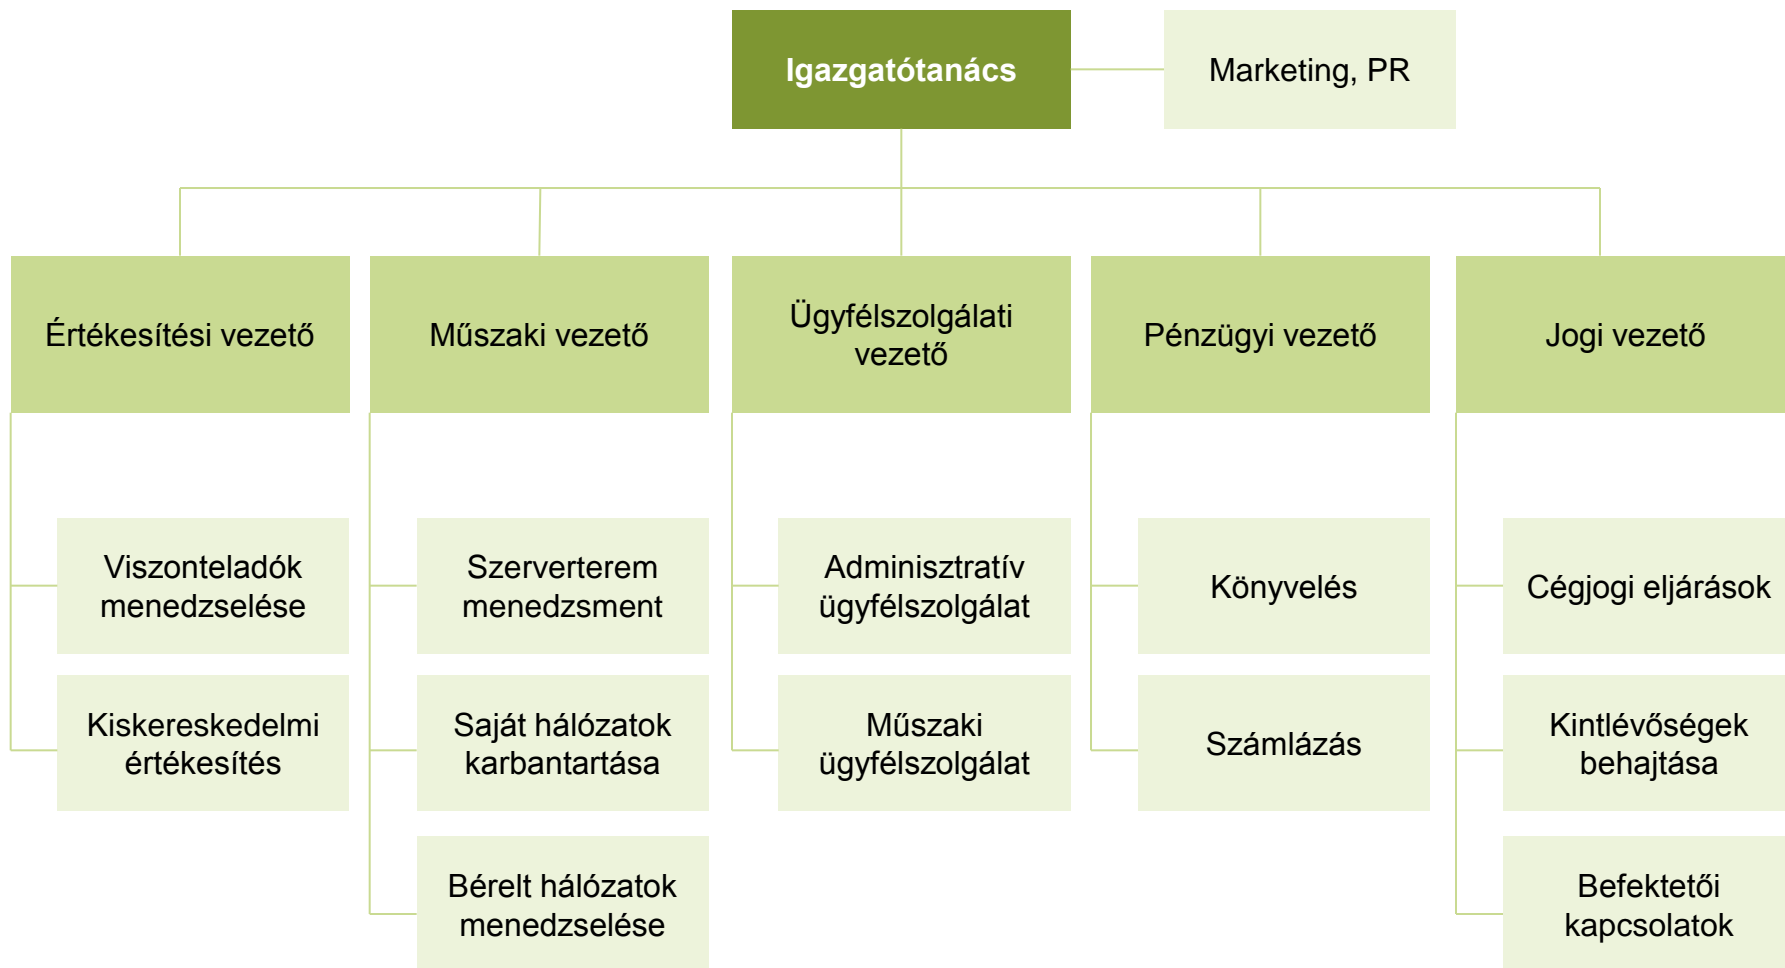 Igazgatótanács
Marketing, PR
Értékesítési vezető
Műszaki vezető
Ügyfélszolgálati
vezető
Pénzügyi vezető
Jogi vezető
Viszonteladók
menedzselése
Kiskereskedelmi
értékesítés
Szerverterem
menedzsment
Saját hálózatok
karbantartása
Bérelt hálózatok
menedzselése
Adminisztratív
ügyfélszolgálat
Műszaki
ügyfélszolgálat
Könyvelés
Számlázás
Cégjogi eljárások
Kintlévőségek
behajtása
Befektetői
kapcsolatok